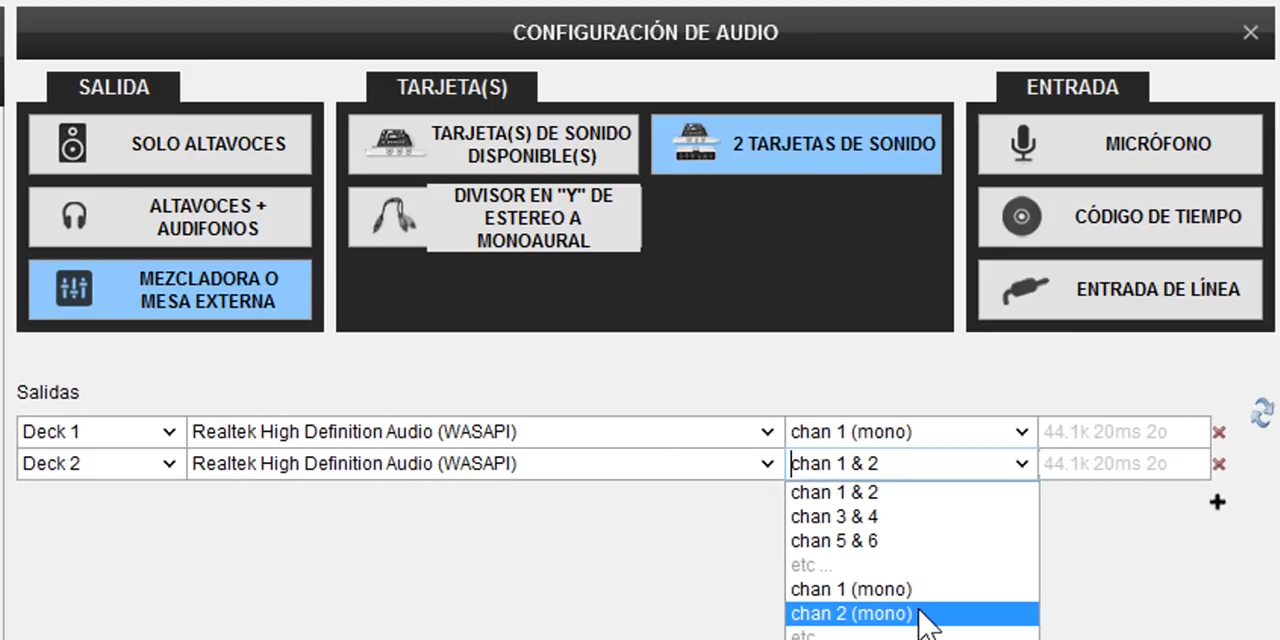 CONFIGURACIÓN DE AUDIO
SALIDA
TARJETA(S)
ENTRADA
SOLO ALTAVOCES
TARJETA(S) DE SONIDO
DISPONIBLE(S)
2 TARJETAS DE SONIDO
MICRÓFONO
ALTAVOCES +
AUDIFONOS
DIVISOR EN "Y" DE
ESTEREO A
MONOAURAL
CÓDIGO DE TIEMPO
MEZCLADORA O
MESA EXTERNA
ENTRADA DE LÍNEA
Salidas
Deck 1 Realtek High Definition Audio (WASAPI) chan 1 (mono) 44.1k 20ms 2o
Deck 2 Realtek High Definition Audio (WASAPI) chan 1 & 2 44.1k 20ms 2o
chan 1 & 2
chan 3 & 4
chan 5 & 6
etc ...
chan 1 (mono)
chan 2 (mono)
etc